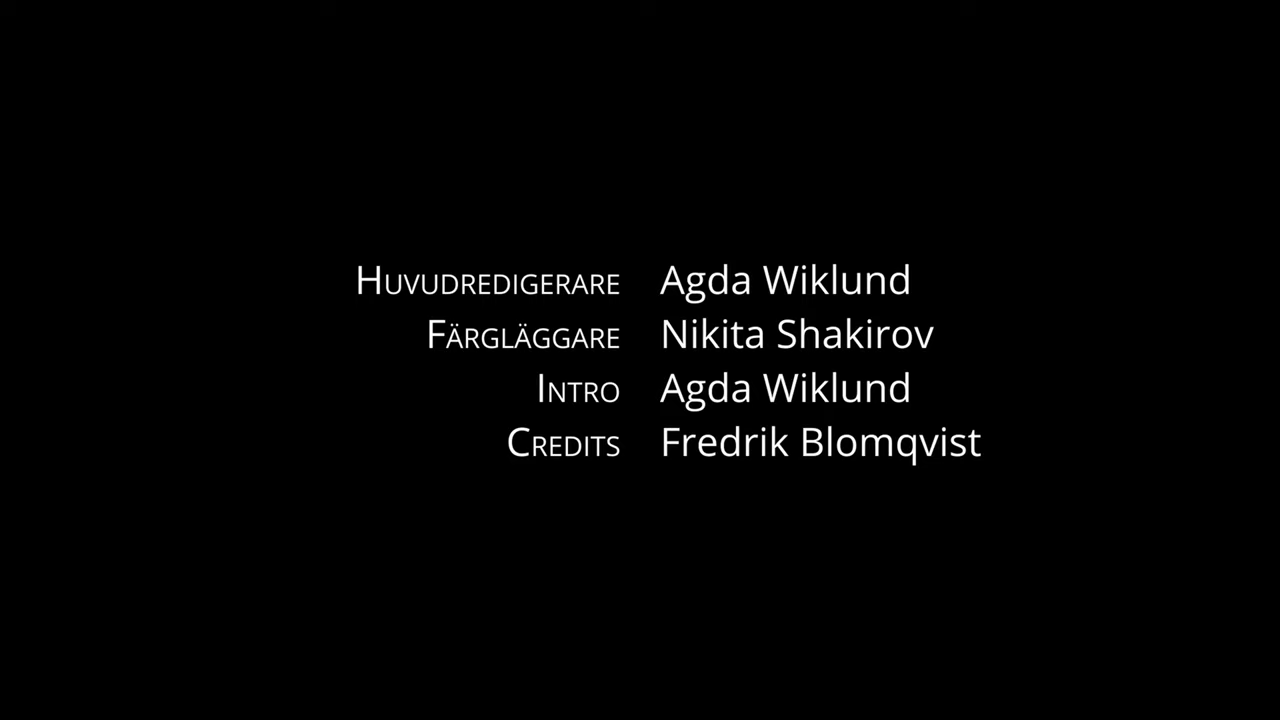 Huvudredigerare Agda Wiklund
Färgläggare Nikita Shakirov
Intro Agda Wiklund
Credits Fredrik Blomqvist